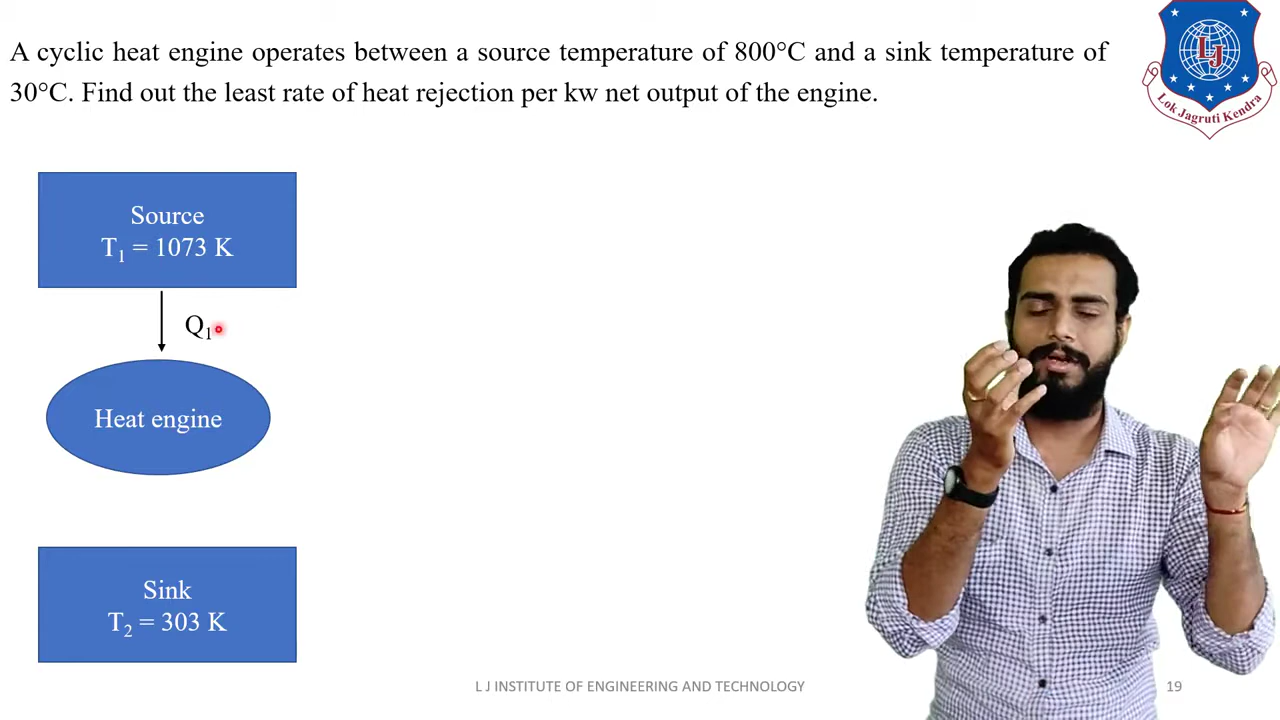 A cyclic heat engine operates between a source temperature of 800°C and a sink temperature of
30°C. Find out the least rate of heat rejection per kw net output of the engine.
LJ
Lok Jagruti Kendra
Source
T₁ = 1073 K
Q₁
Heat engine
Sink
T₂ = 303 K
L J INSTITUTE OF ENGINEERING AND TECHNOLOGY
19